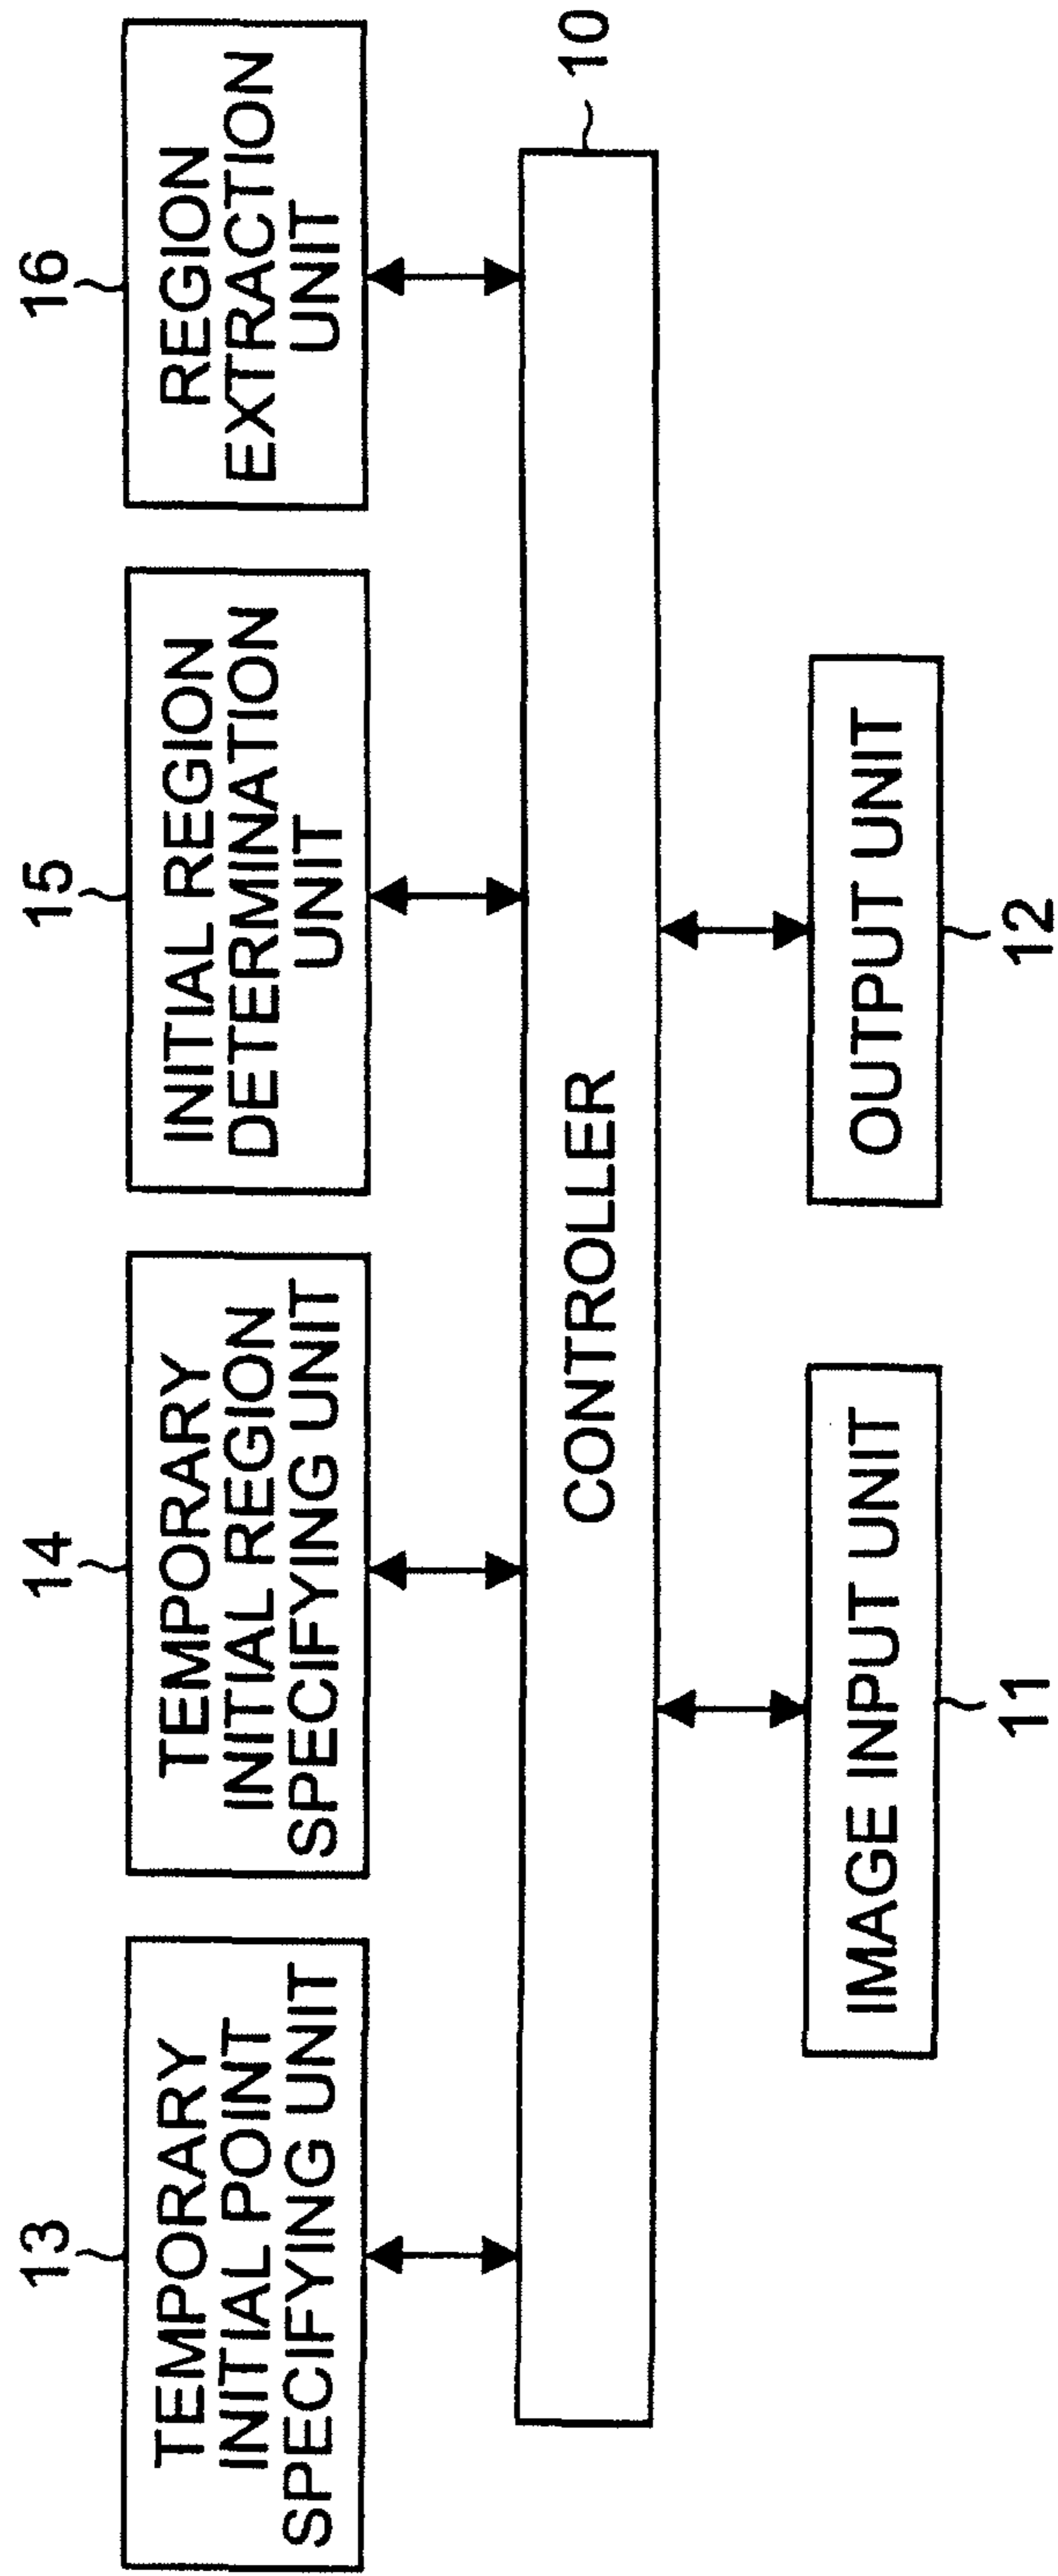 13
TEMPORARY
INITIAL POINT
SPECIFYING UNIT
14
TEMPORARY
INITIAL REGION
SPECIFYING UNIT
15
INITIAL REGION
DETERMINATION
UNIT
16
REGION
EXTRACTION
UNIT
CONTROLLER
10
IMAGE INPUT UNIT
11
OUTPUT UNIT
12